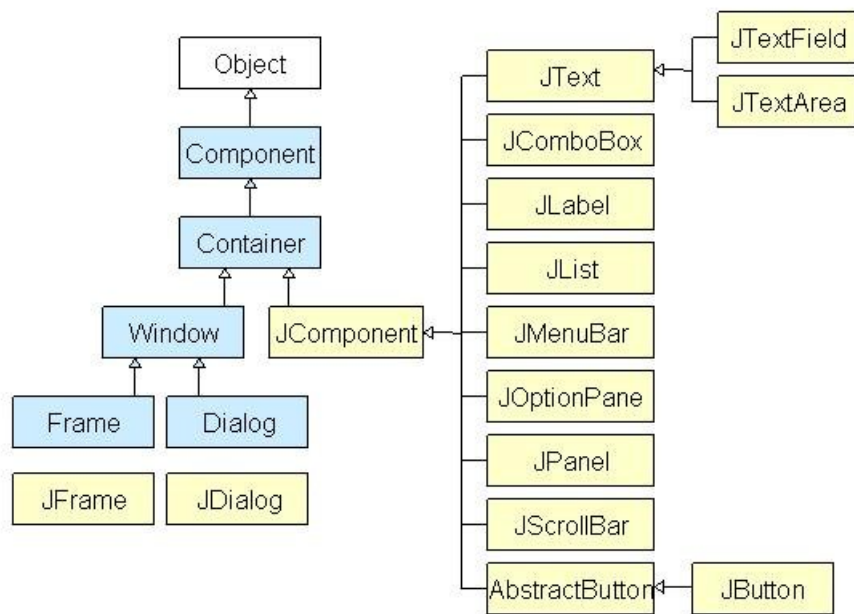 Object
Component
Container
Window
JComponent
Frame
Dialog
JFrame
JDialog
JText
JComboBox
JLabel
JList
JMenuBar
JOptionPane
JPanel
JScrollBar
AbstractButton
JTextField
JTextArea
JButton